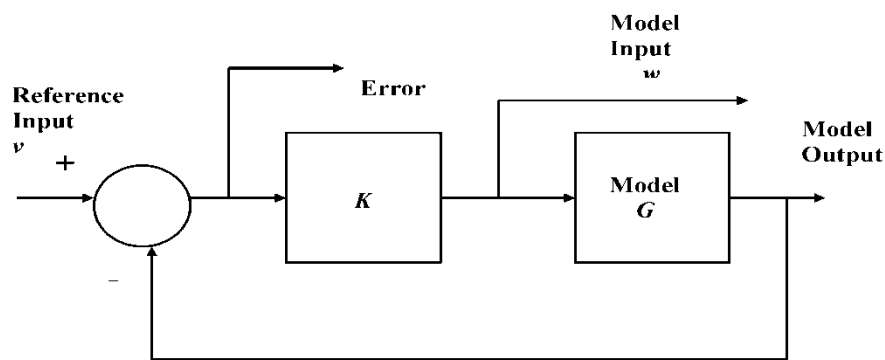 Reference
Input
v
+
−
Error
K
Model
Input
w
Model
G
Model
Output